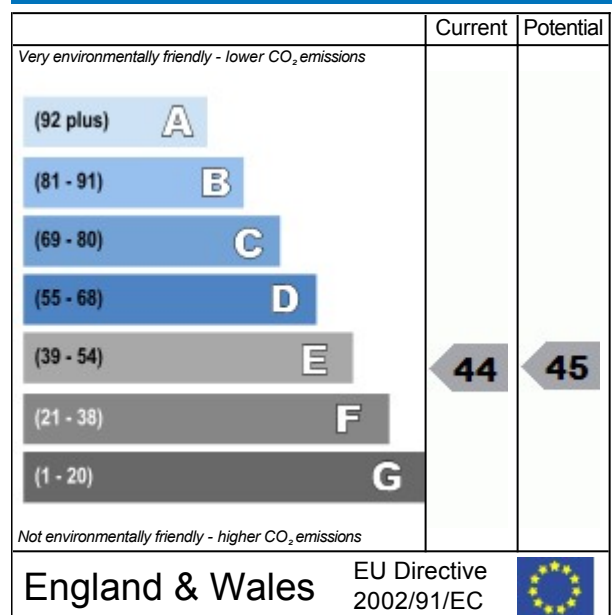 Current Potential
Very environmentally friendly - lower CO₂ emissions
(92 plus) A
(81 - 91) B
(69 - 80) C
(55 - 68) D
(39 - 54) E 44 45
(21 - 38) F
(1 - 20) G
Not environmentally friendly - higher CO₂ emissions
England & Wales
EU Directive
2002/91/EC